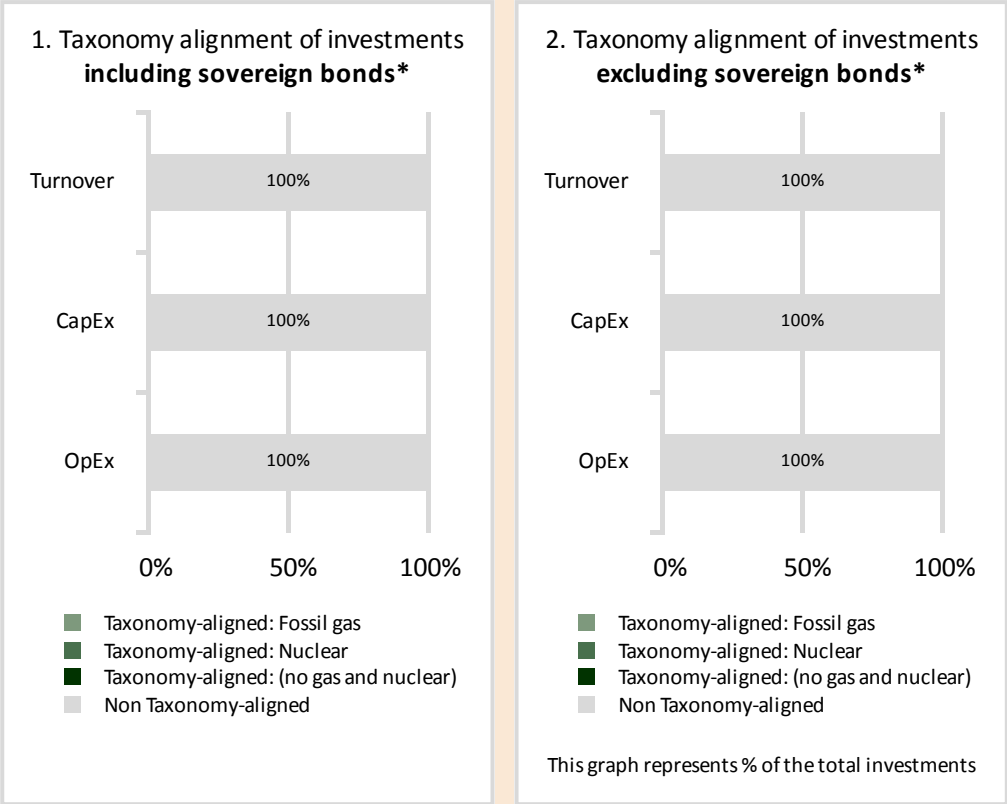 1. Taxonomy alignment of investments
including sovereign bonds*
Turnover
100%
CapEx
100%
OpEx
100%
0% 50% 100%
Taxonomy-aligned: Fossil gas
Taxonomy-aligned: Nuclear
Taxonomy-aligned: (no gas and nuclear)
Non Taxonomy-aligned
2. Taxonomy alignment of investments
excluding sovereign bonds*
Turnover
100%
CapEx
100%
OpEx
100%
0% 50% 100%
Taxonomy-aligned: Fossil gas
Taxonomy-aligned: Nuclear
Taxonomy-aligned: (no gas and nuclear)
Non Taxonomy-aligned
This graph represents % of the total investments